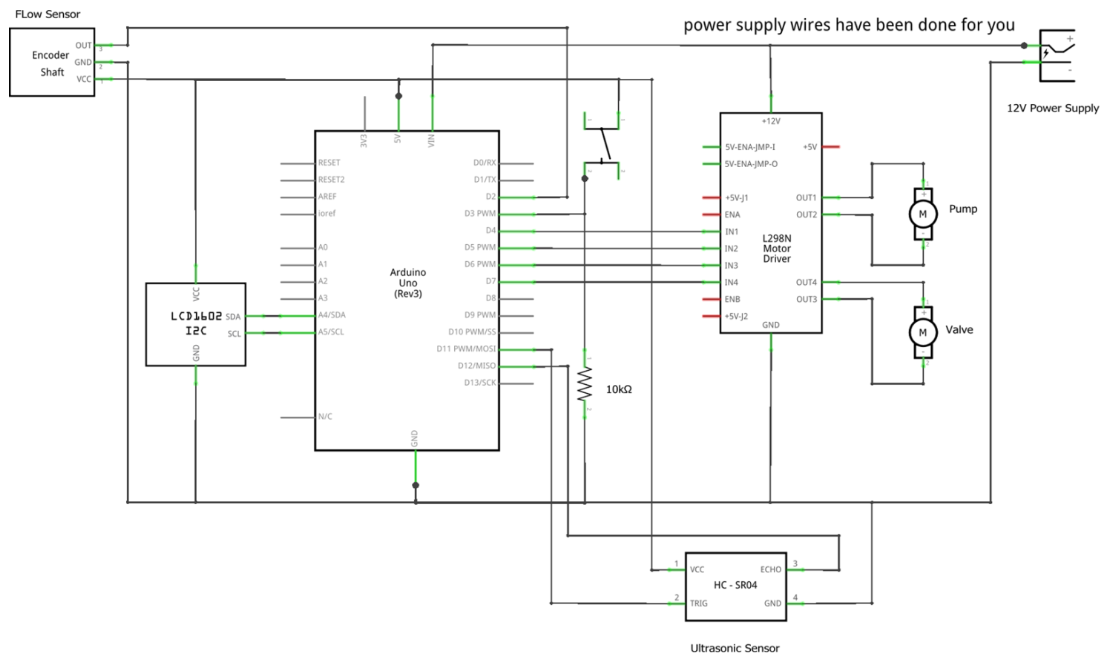 FLow Sensor
power supply wires have been done for you
OUT
3
Encoder
Shaft
GND
2
VCC
1
+
-
12V Power Supply
3V3
5V
VIN
+12V
RESET
RESET2
AREF
ioref
A0
A1
A2
A3
A4/SDA
A5/SCL
N/C
GND
Arduino
Uno
(Rev3)
D0/RX
D1/TX
D2
D3 PWM
D4
D5 PWM
D6 PWM
D7
D8
D9 PWM
D10 PWM/SS
D11 PWM/MOSI
D12/MISO
D13/SCK
VCC
LCD1602
I2C
SDA
SCL
GND
10kΩ
1
2
5V-ENA-JMP-I
5V-ENA-JMP-O
+5V-J1
ENA
IN1
IN2
IN3
IN4
ENB
+5V-J2
L298N
Motor
Driver
+5V
OUT1
OUT2
OUT4
OUT3
GND
M
Pump
M
Valve
1
VCC
ECHO
3
HC - SR04
2
TRIG
GND
4
Ultrasonic Sensor